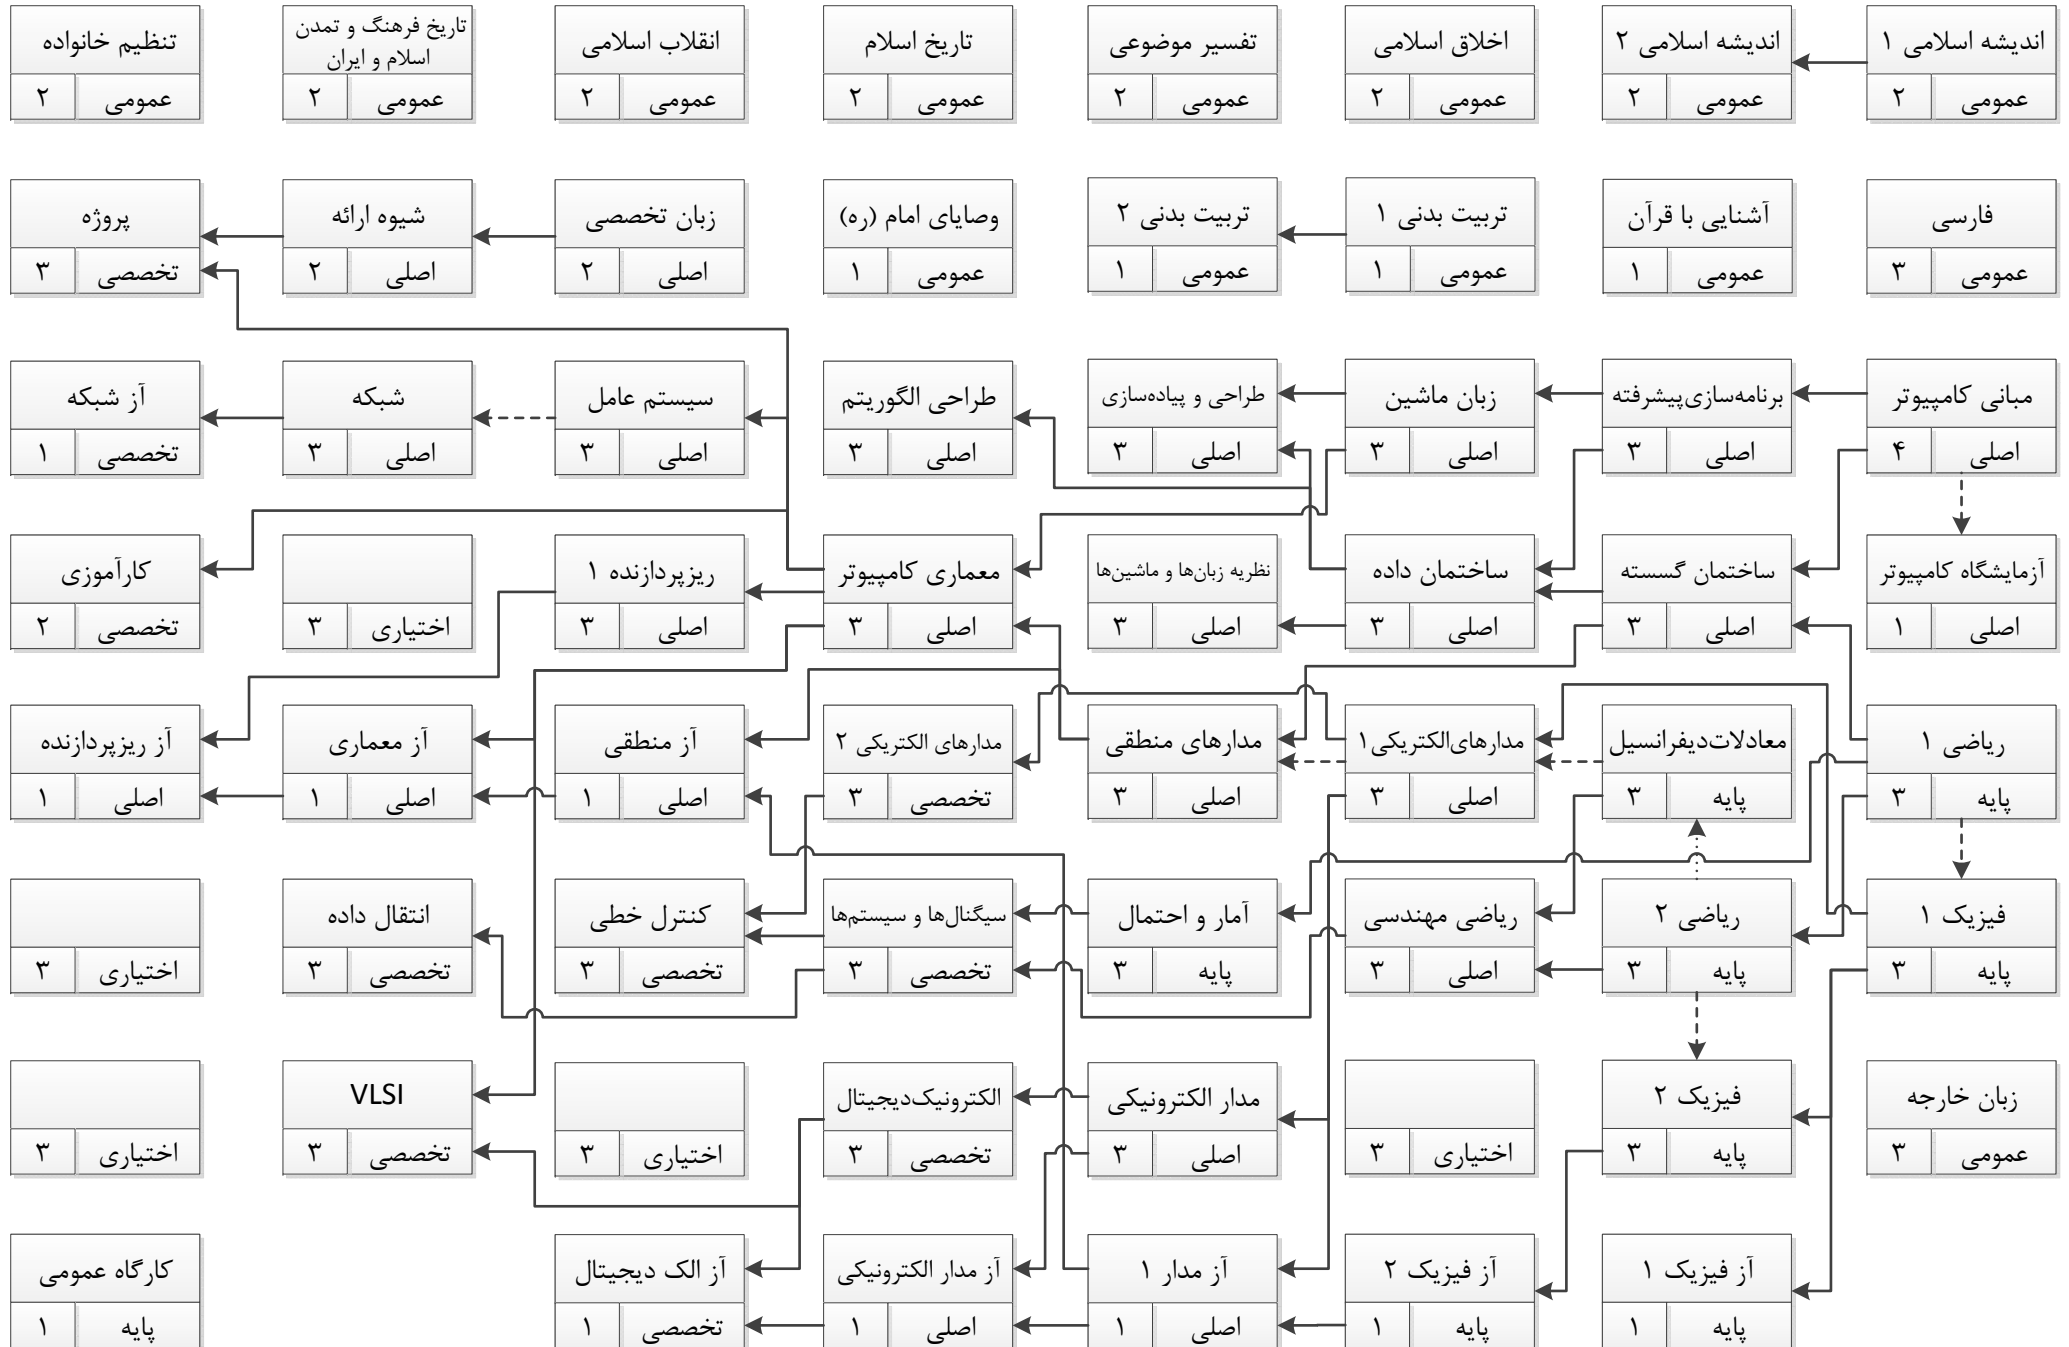 اندیشه اسلامی ۱
عمومی ۲
اندیشه اسلامی ۲
عمومی ۲
اخلاق اسلامی
عمومی ۲
تفسیر موضوعی
عمومی ۲
تاریخ اسلام
عمومی ۲
انقلاب اسلامی
عمومی ۲
تاریخ فرهنگ و تمدن
اسلام و ایران
عمومی ۲
تنظیم خانواده
عمومی ۲
فارسی
عمومی ۳
آشنایی با قرآن
عمومی ۱
تربیت بدنی ۱
عمومی ۱
تربیت بدنی ۲
عمومی ۱
وصایای امام (ره)
عمومی ۱
زبان تخصصی
اصلی ۲
شیوه ارائه
اصلی ۲
پروژه
تخصصی ۳
مبانی کامپیوتر
اصلی ۴
برنامه‌سازی‌پیشرفته
اصلی ۳
زبان ماشین
اصلی ۳
طراحی و پیاده‌سازی
اصلی ۳
طراحی الگوریتم
اصلی ۳
سیستم عامل
اصلی ۳
شبکه
اصلی ۳
آز شبکه
تخصصی ۱
آزمایشگاه کامپیوتر
اصلی ۱
ساختمان گسسته
اصلی ۳
ساختمان داده
اصلی ۳
نظریه زبان‌ها و ماشین‌ها
اصلی ۳
معماری کامپیوتر
اصلی ۳
ریزپردازنده ۱
اصلی ۳
اختیاری ۳
کارآموزی
تخصصی ۲
ریاضی ۱
پایه ۳
معادلات‌دیفرانسیل
پایه ۳
مدارهای‌الکتریکی۱
اصلی ۳
مدارهای منطقی
اصلی ۳
مدارهای الکتریکی ۲
تخصصی ۳
آز منطقی
اصلی ۱
آز معماری
اصلی ۱
آز ریزپردازنده
اصلی ۱
فیزیک ۱
پایه ۳
ریاضی ۲
پایه ۳
ریاضی مهندسی
اصلی ۳
آمار و احتمال
پایه ۳
سیگنال‌ها و سیستم‌ها
تخصصی ۳
کنترل خطی
تخصصی ۳
انتقال داده
تخصصی ۳
اختیاری ۳
زبان خارجه
عمومی ۳
فیزیک ۲
پایه ۳
اختیاری ۳
مدار الکترونیکی
اصلی ۳
الکترونیک‌دیجیتال
تخصصی ۳
اختیاری ۳
VLSI
تخصصی ۳
اختیاری ۳
آز فیزیک ۱
پایه ۱
آز فیزیک ۲
پایه ۱
آز مدار ۱
اصلی ۱
آز مدار الکترونیکی
اصلی ۱
آز الک دیجیتال
تخصصی ۱
کارگاه عمومی
پایه ۱